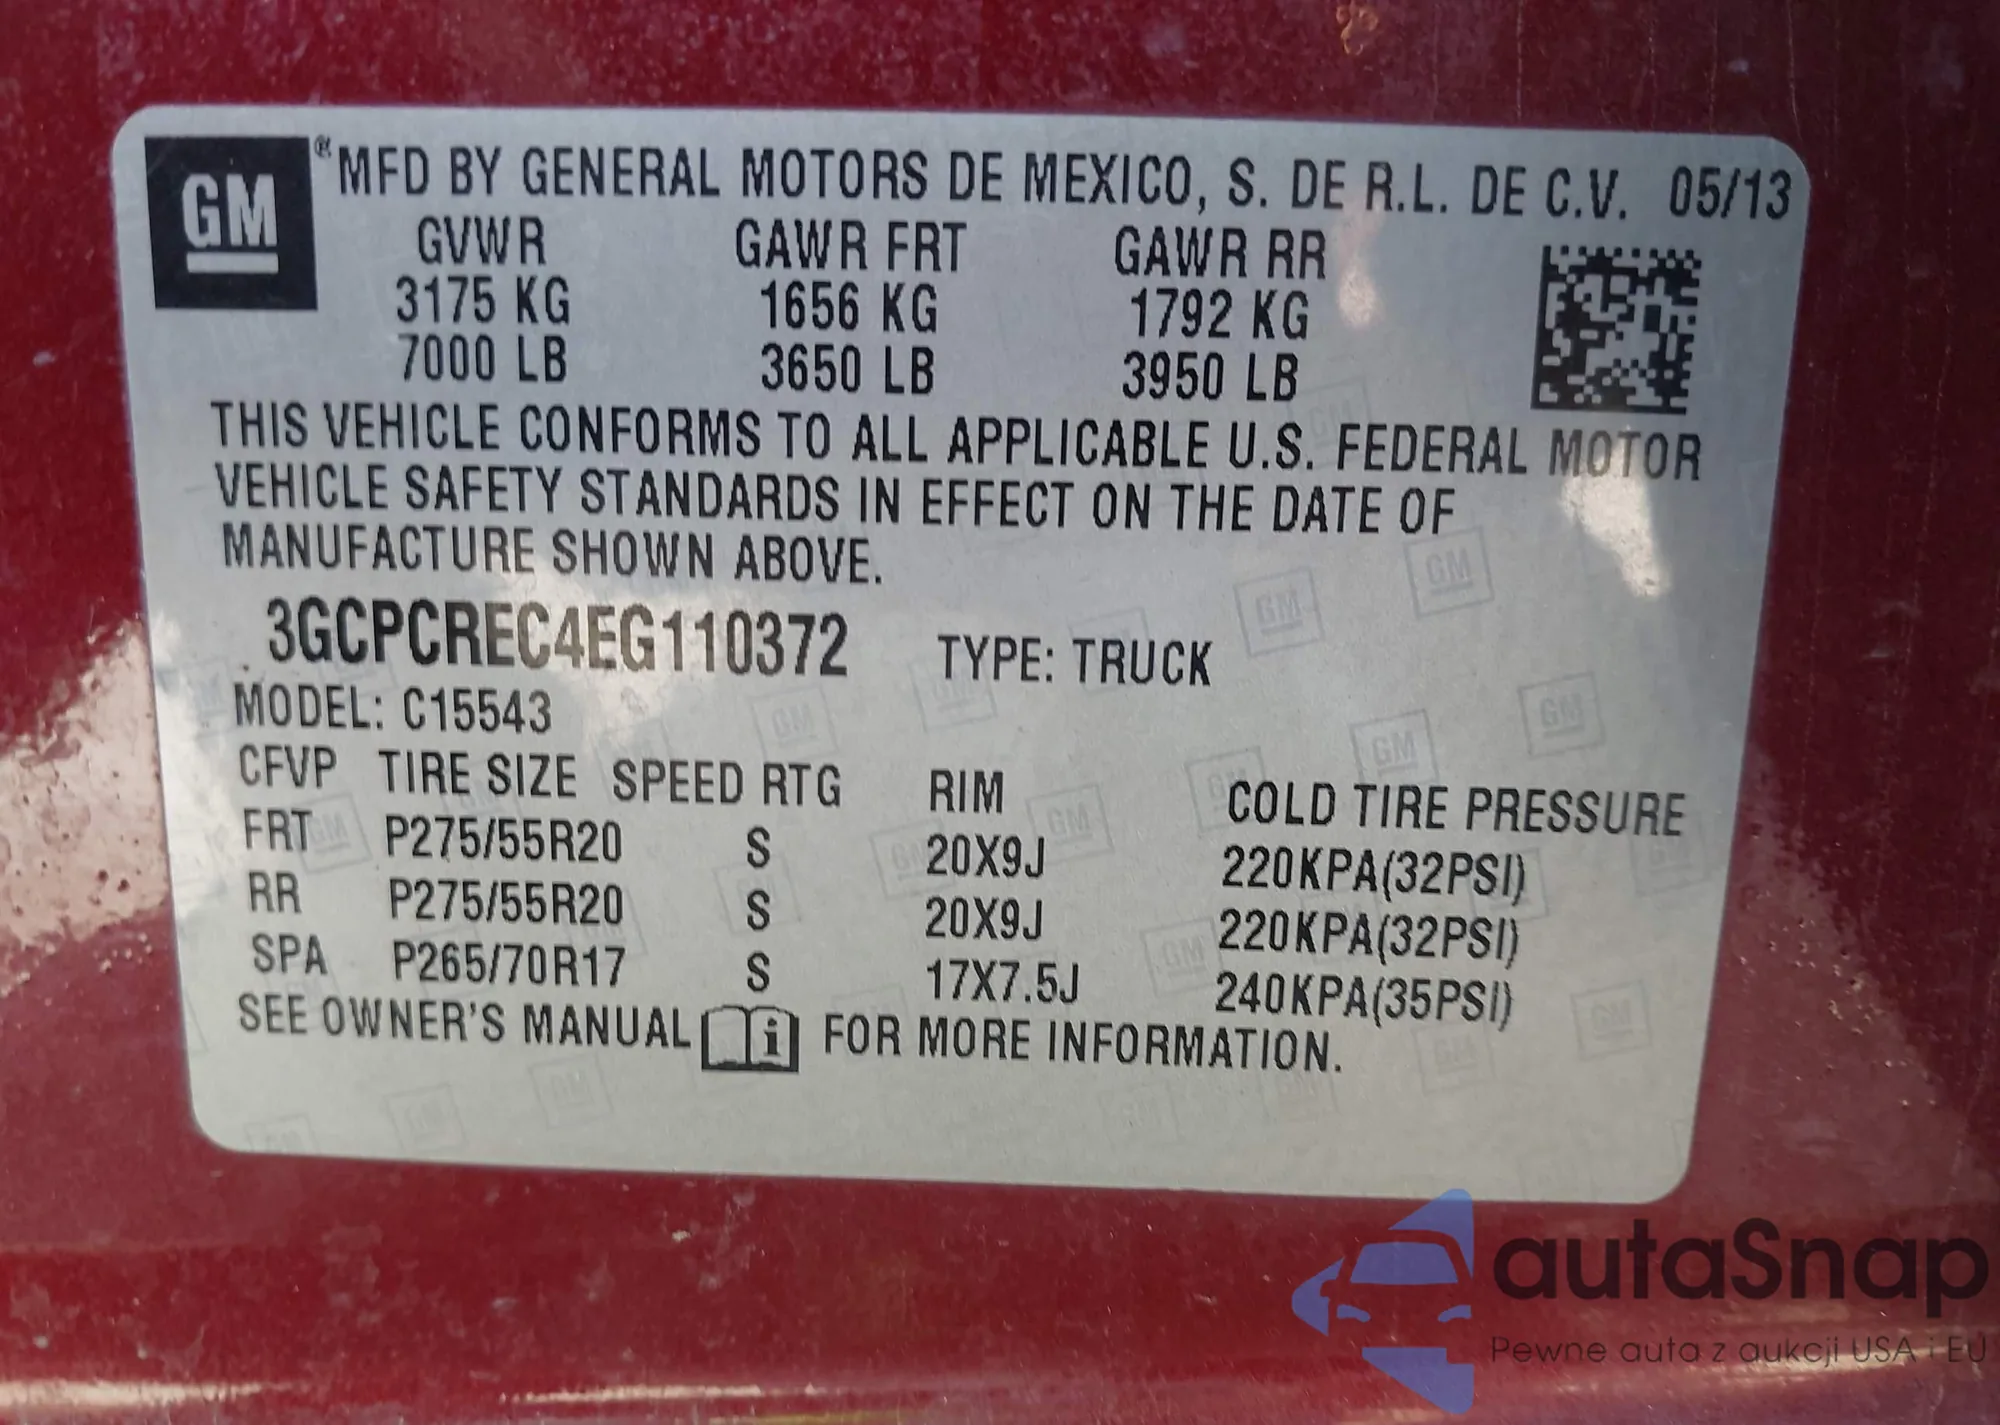 GM ® MFD BY GENERAL MOTORS DE MEXICO, S. DE R.L. DE C.V. 05/13
GVWR GAWR FRT GAWR RR
3175 KG 1656 KG 1792 KG
7000 LB 3650 LB 3950 LB
THIS VEHICLE CONFORMS TO ALL APPLICABLE U.S. FEDERAL MOTOR
VEHICLE SAFETY STANDARDS IN EFFECT ON THE DATE OF
MANUFACTURE SHOWN ABOVE.
3GCPCREC4EG110372 TYPE: TRUCK
MODEL: C15543
CFVP TIRE SIZE SPEED RTG RIM COLD TIRE PRESSURE
FRT P275/55R20 S 20X9J 220KPA(32PSI)
RR P275/55R20 S 20X9J 220KPA(32PSI)
SPA P265/70R17 S 17X7.5J 240KPA(35PSI)
SEE OWNER'S MANUAL i FOR MORE INFORMATION.
autaSnap
Pewne auta z aukcji USA i EU